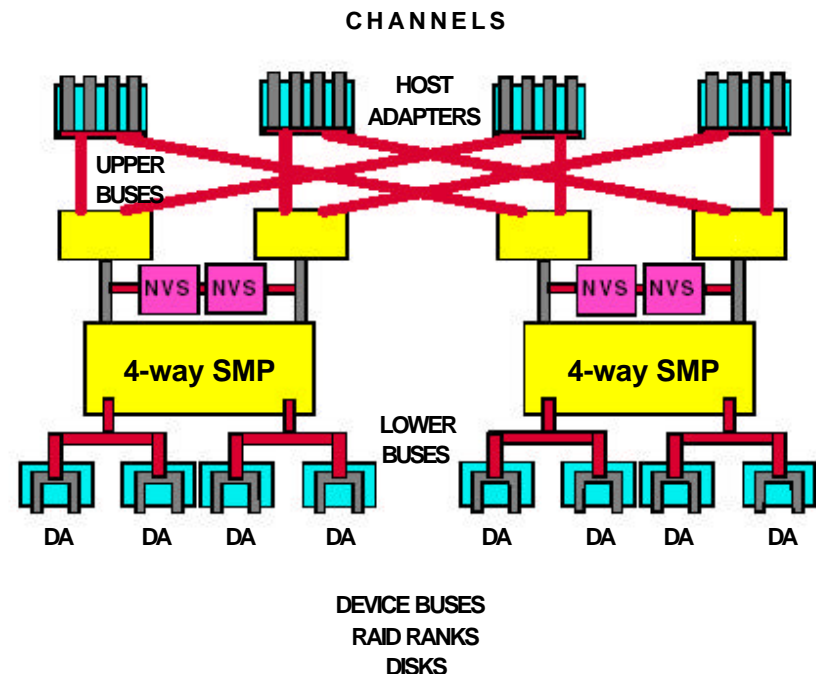 CHANNELS
HOST
ADAPTERS
UPPER
BUSES
NVS NVS NVS NVS
4-way SMP 4-way SMP
LOWER
BUSES
DA DA DA DA DA DA DA DA
DEVICE BUSES
RAID RANKS
DISKS